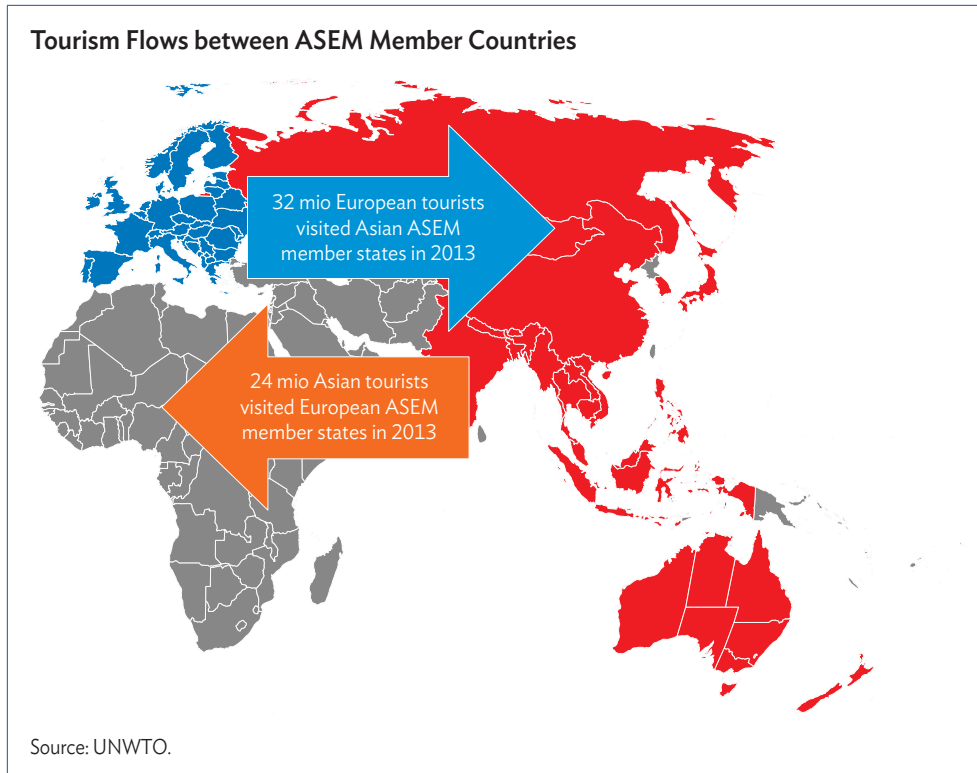 Tourism Flows between ASEM Member Countries
32 mio European tourists
visited Asian ASEM
member states in 2013
24 mio Asian tourists
visited European ASEM
member states in 2013
Source: UNWTO.